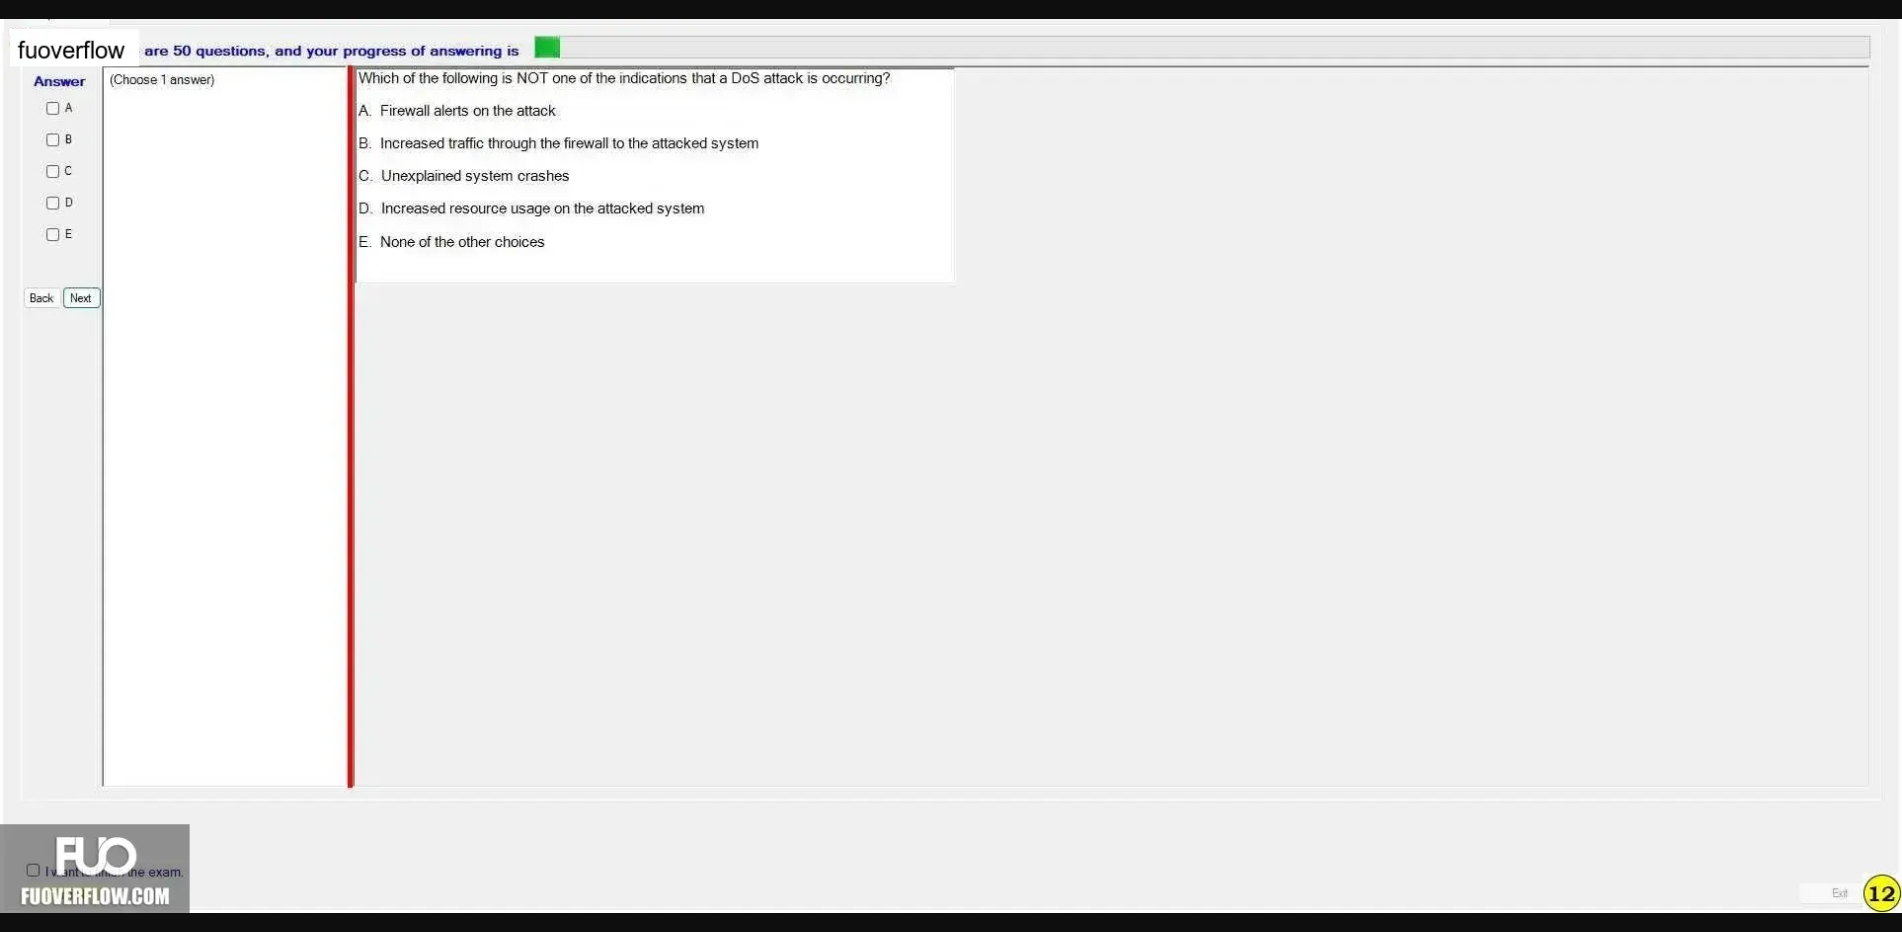 fuoverflow are 50 questions, and your progress of answering is
Answer
(Choose 1 answer)
A
B
C
D
E
Back Next
Which of the following is NOT one of the indications that a DoS attack is occurring?
A. Firewall alerts on the attack
B. Increased traffic through the firewall to the attacked system
C. Unexplained system crashes
D. Increased resource usage on the attacked system
E. None of the other choices
FUO
the exam.
FUOVERFLOW.COM
Exit
12